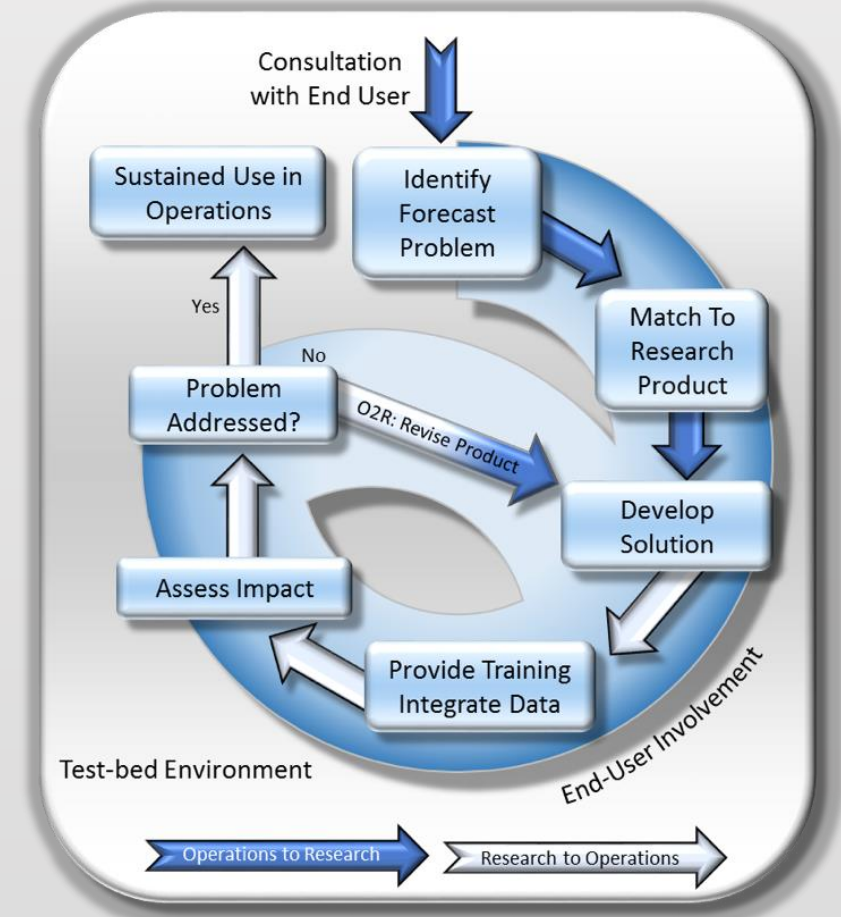 Consultation
with End User
Sustained Use in
Operations
Identify
Forecast
Problem
Yes
Match To
Research
Product
No
Problem
Addressed?
O2R: Revise Product
Develop
Solution
Assess Impact
Provide Training
Integrate Data
Test-bed Environment
End-User Involvement
Operations to Research
Research to Operations